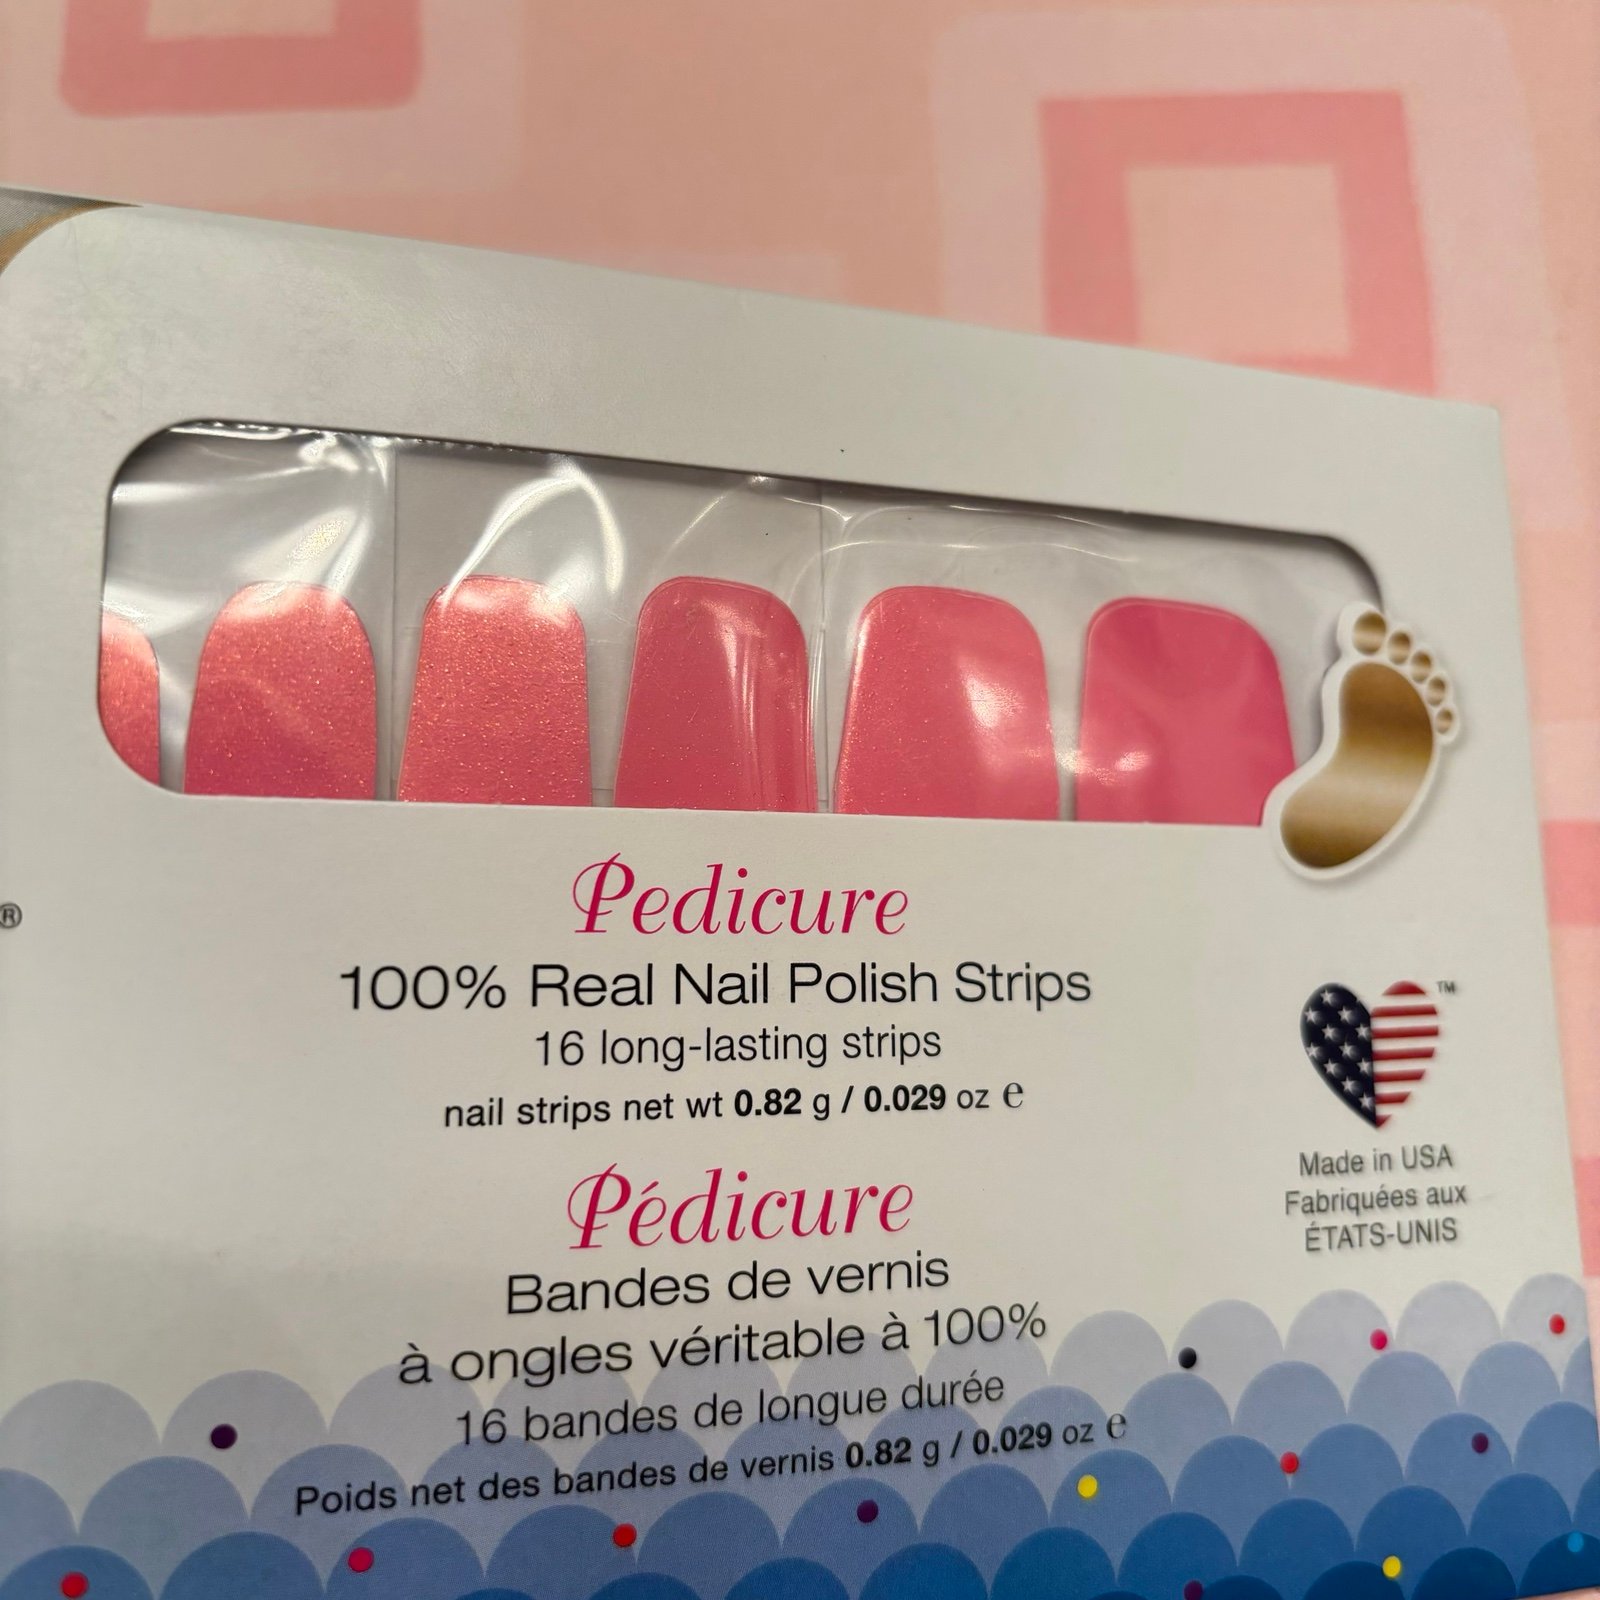 ®
Pedicure
100% Real Nail Polish Strips
16 long-lasting strips
nail strips net wt 0.82 g / 0.029 oz ℮
Pédicure
Bandes de vernis
à ongles véritable à 100%
16 bandes de longue durée
Poids net des bandes de vernis 0.82 g / 0.029 oz ℮
TM
Made in USA
Fabriquées aux
ÉTATS-UNIS